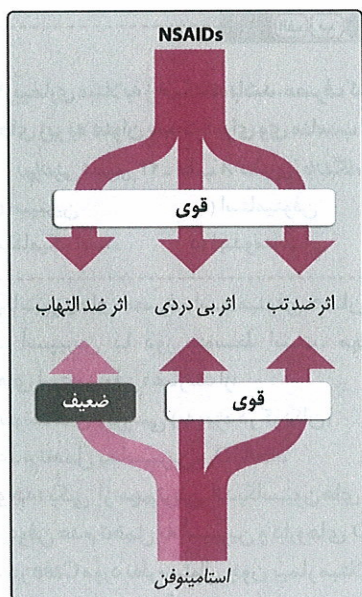 NSAIDs
قوی
اثر ضد التهاب اثر بی دردی اثر ضد تب
ضعیف قوی
استامینوفن